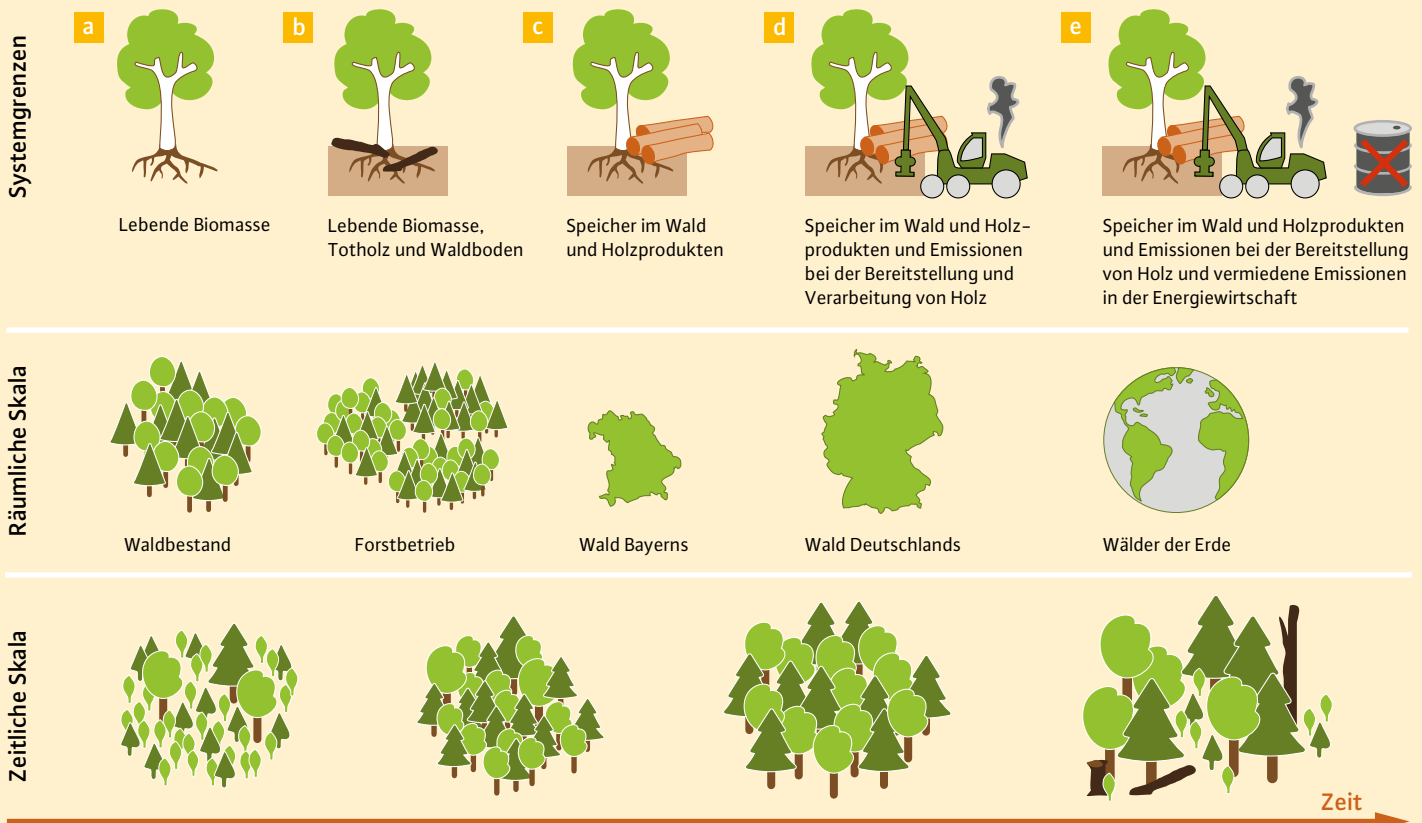 Systemgrenzen
a
b
c
d
e
Lebende Biomasse
Lebende Biomasse,
Totholz und Waldboden
Speicher im Wald
und Holzprodukten
Speicher im Wald und Holz-
produkten und Emissionen
bei der Bereitstellung und
Verarbeitung von Holz
Speicher im Wald und Holzprodukten
und Emissionen bei der Bereitstellung
von Holz und vermiedene Emissionen
in der Energiewirtschaft
Räumliche Skala
Waldbestand
Forstbetrieb
Wald Bayerns
Wald Deutschlands
Wälder der Erde
Zeitliche Skala
Zeit